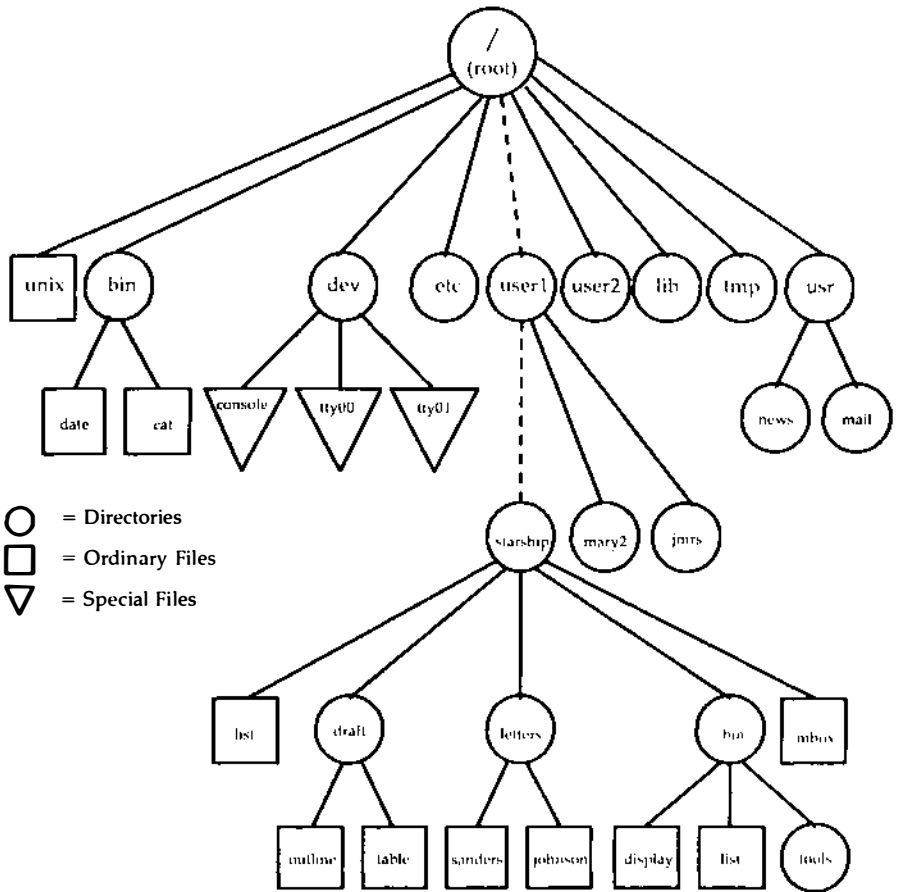 /
(root)
unix
bin
dev
etc
user1
user2
lib
tmp
usr
date
cat
console
tty00
tty01
news
mail
= Directories
= Ordinary Files
= Special Files
starship
mary2
jmrs
list
draft
letters
bin
mbox
outline
table
sanders
johnson
display
list
tools